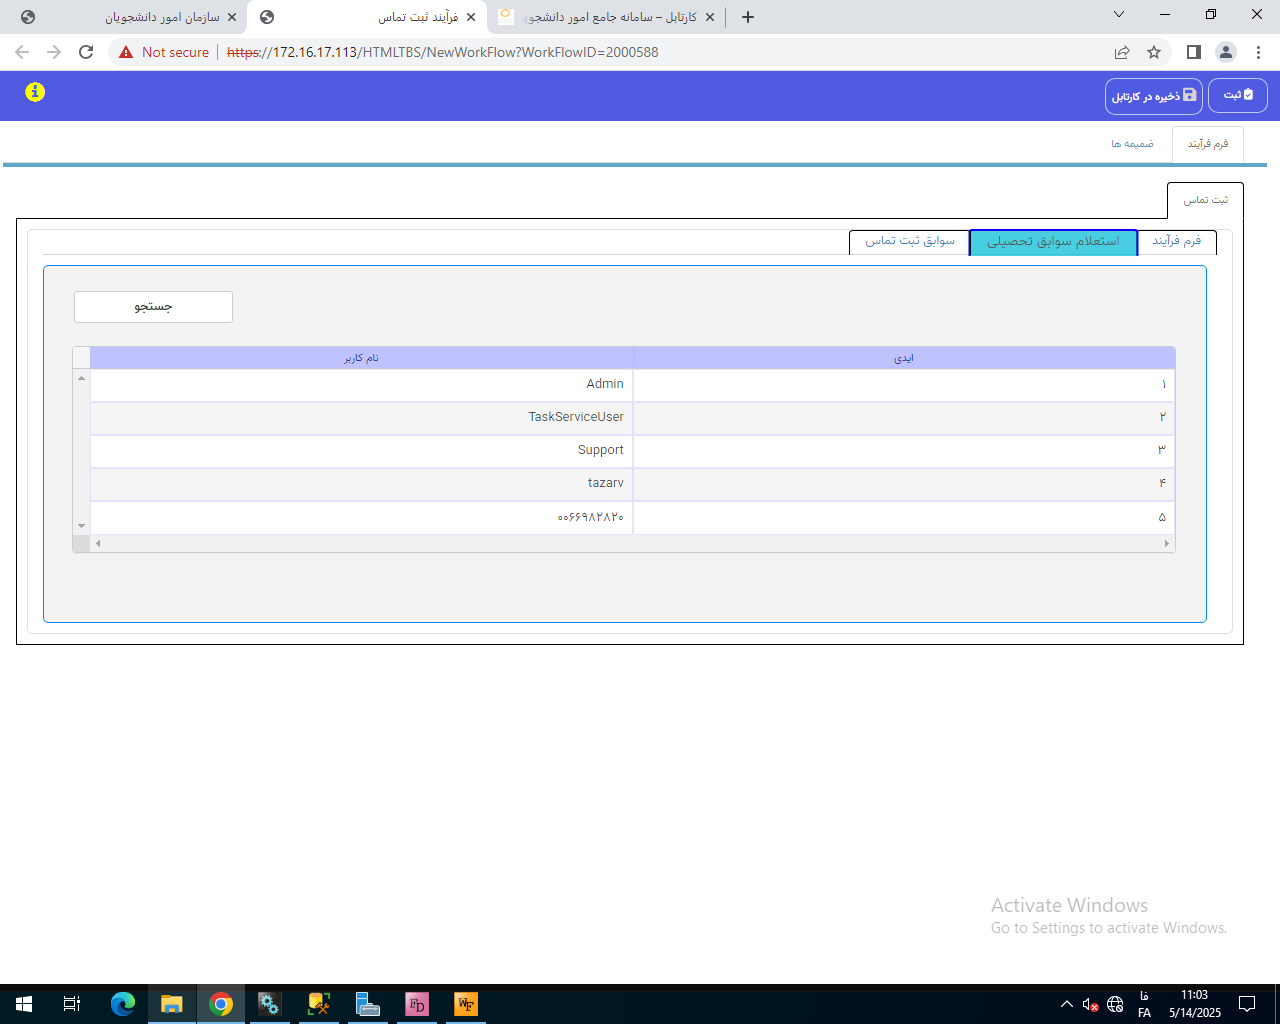 سازمان امور دانشجویان
فرآیند ثبت تماس
کارتابل – سامانه جامع امور دانشجو
Not secure
https://172.16.17.113/HTMLTBS/NewWorkFlow?WorkFlowID=2000588
ثبت
ذخیره در کارتابل
فرم فرآیند
ضمیمه ها
ثبت تماس
فرم فرآیند
استعلام سوابق تحصیلی
سوابق ثبت تماس
جستجو
ایدی
نام کاربر
۱
Admin
۲
TaskServiceUser
۳
Support
۴
tazarv
۵
۰۰۶۶۹۸۲۸۲۰
Activate Windows
Go to Settings to activate Windows.
FD
WF
فا
FA
11:03
5/14/2025